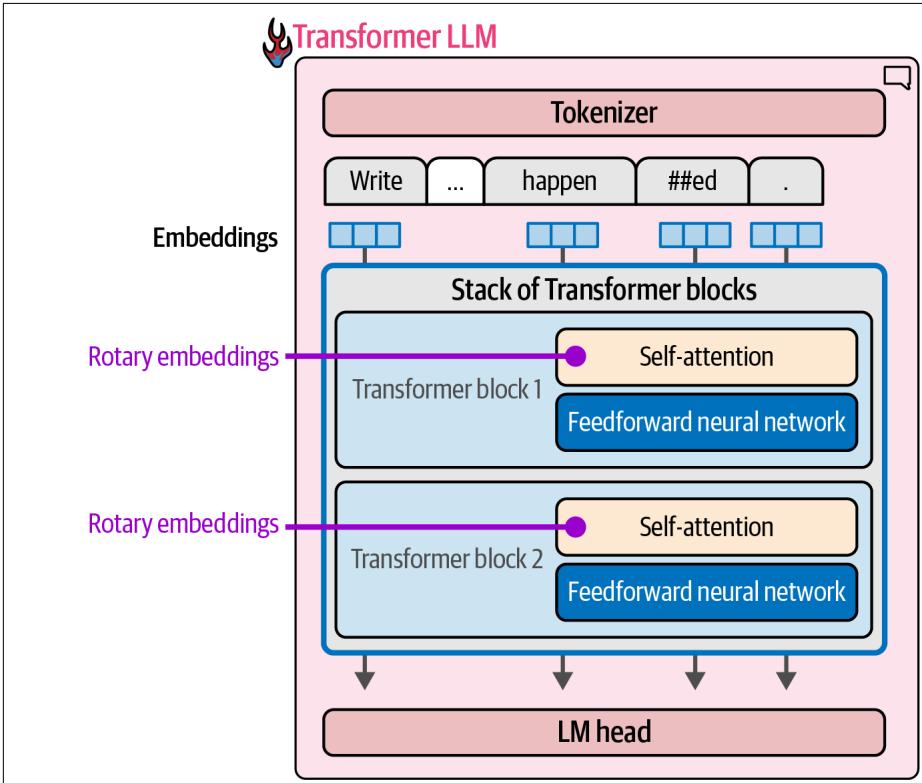 Transformer LLM
Tokenizer
Write ... happen ##ed .
Embeddings
Stack of Transformer blocks
Rotary embeddings
Self-attention
Transformer block 1
Feedforward neural network
Rotary embeddings
Self-attention
Transformer block 2
Feedforward neural network
LM head